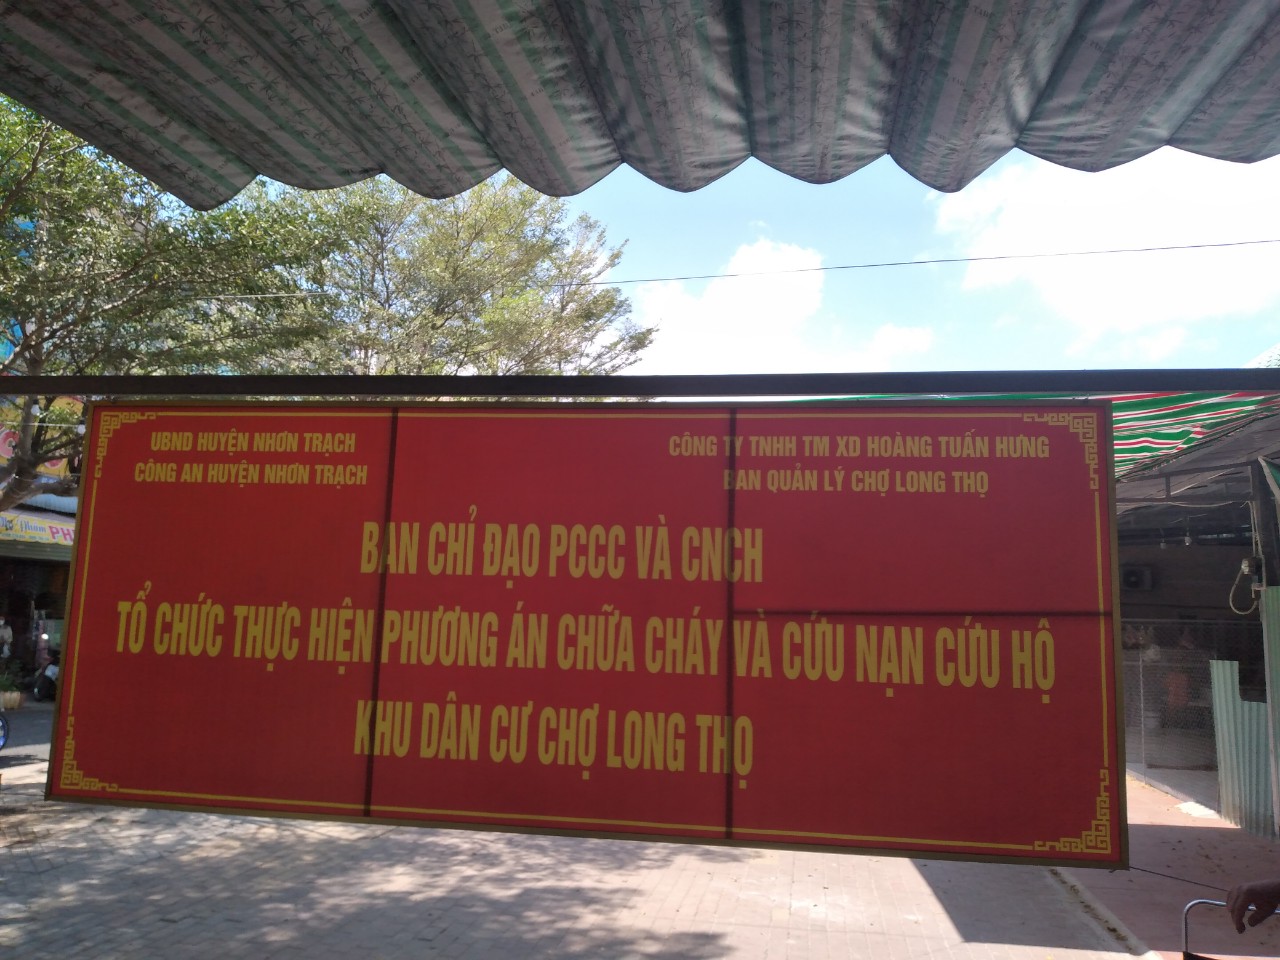 UBND HUYỆN NHƠN TRẠCH
CÔNG AN HUYỆN NHƠN TRẠCH
CÔNG TY TNHH TM XD HOÀNG TUẤN HƯNG
BAN QUẢN LÝ CHỢ LONG THỌ
BAN CHỈ ĐẠO PCCC VÀ CNCH
TỔ CHỨC THỰC HIỆN PHƯƠNG ÁN CHỮA CHÁY VÀ CỨU NẠN CỨU HỘ
KHU DÂN CƯ CHỢ LONG THỌ